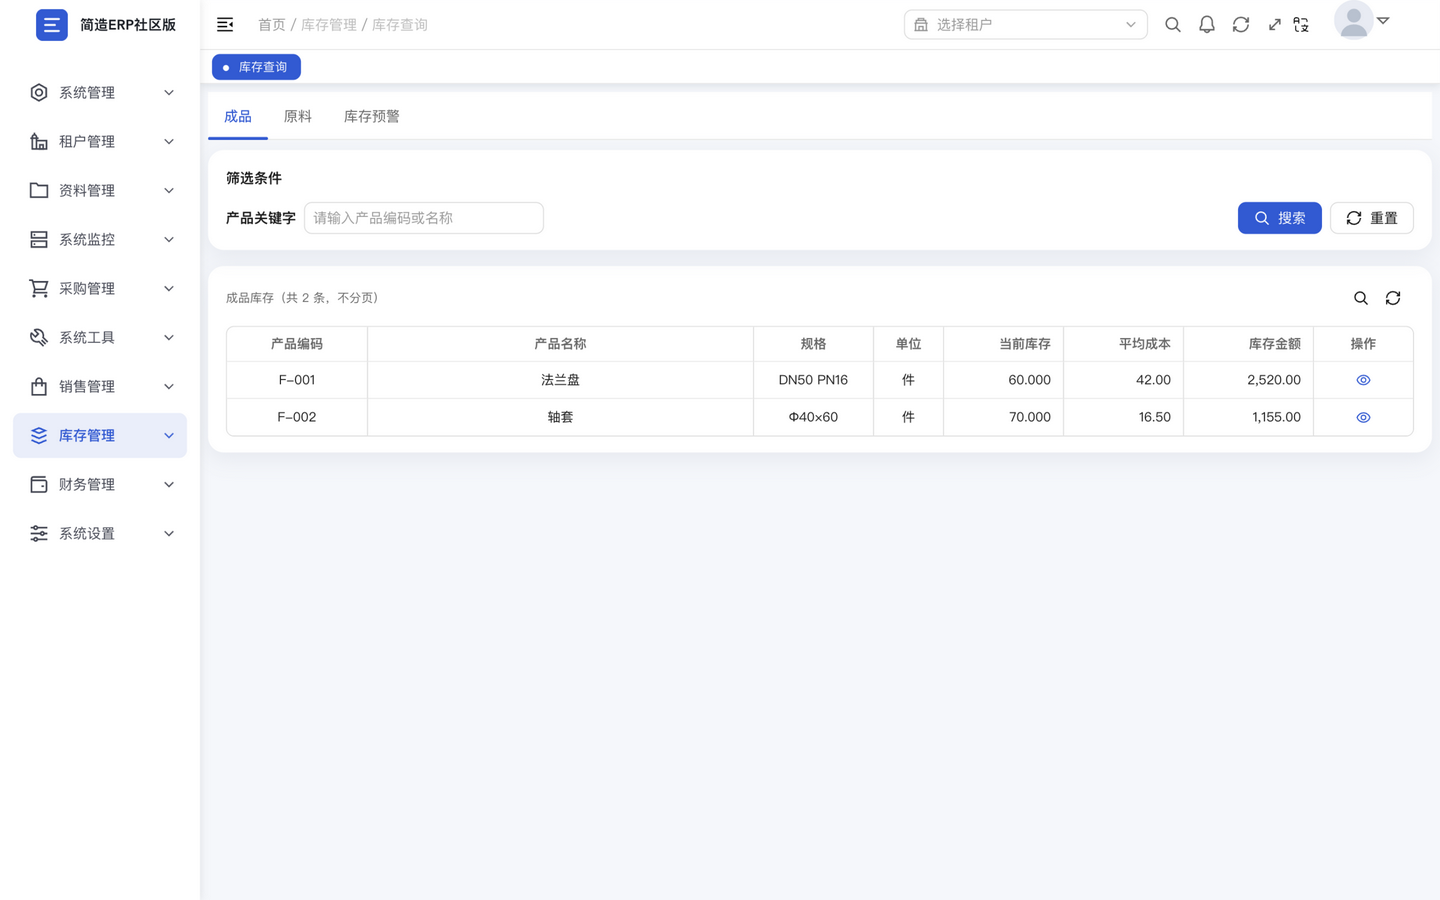 简造ERP社区版
首页 / 库存管理 / 库存查询
选择租户
库存查询
系统管理
租户管理
资料管理
系统监控
采购管理
系统工具
销售管理
库存管理
财务管理
系统设置
成品 原料 库存预警
筛选条件
产品关键字 请输入产品编码或名称 搜索 重置
成品库存（共 2 条，不分页）
产品编码 产品名称 规格 单位 当前库存 平均成本 库存金额 操作
F-001 法兰盘 DN50 PN16 件 60.000 42.00 2,520.00
F-002 轴套 Φ40×60 件 70.000 16.50 1,155.00